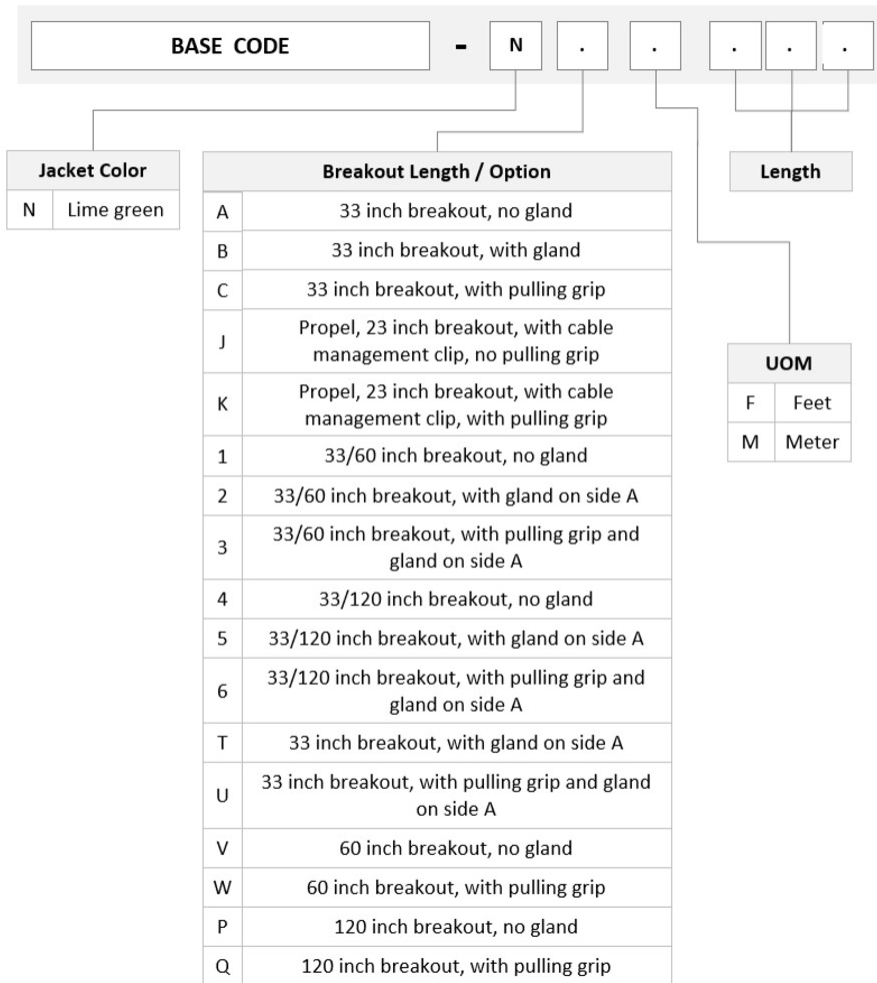 BASE CODE - N . . . . .
Jacket Color
N Lime green
Breakout Length / Option
A 33 inch breakout, no gland
B 33 inch breakout, with gland
C 33 inch breakout, with pulling grip
J Propel, 23 inch breakout, with cable
management clip, no pulling grip
K Propel, 23 inch breakout, with cable
management clip, with pulling grip
1 33/60 inch breakout, no gland
2 33/60 inch breakout, with gland on side A
3 33/60 inch breakout, with pulling grip and
gland on side A
4 33/120 inch breakout, no gland
5 33/120 inch breakout, with gland on side A
6 33/120 inch breakout, with pulling grip and
gland on side A
T 33 inch breakout, with gland on side A
U 33 inch breakout, with pulling grip and gland
on side A
V 60 inch breakout, no gland
W 60 inch breakout, with pulling grip
P 120 inch breakout, no gland
Q 120 inch breakout, with pulling grip
Length
UOM
F Feet
M Meter